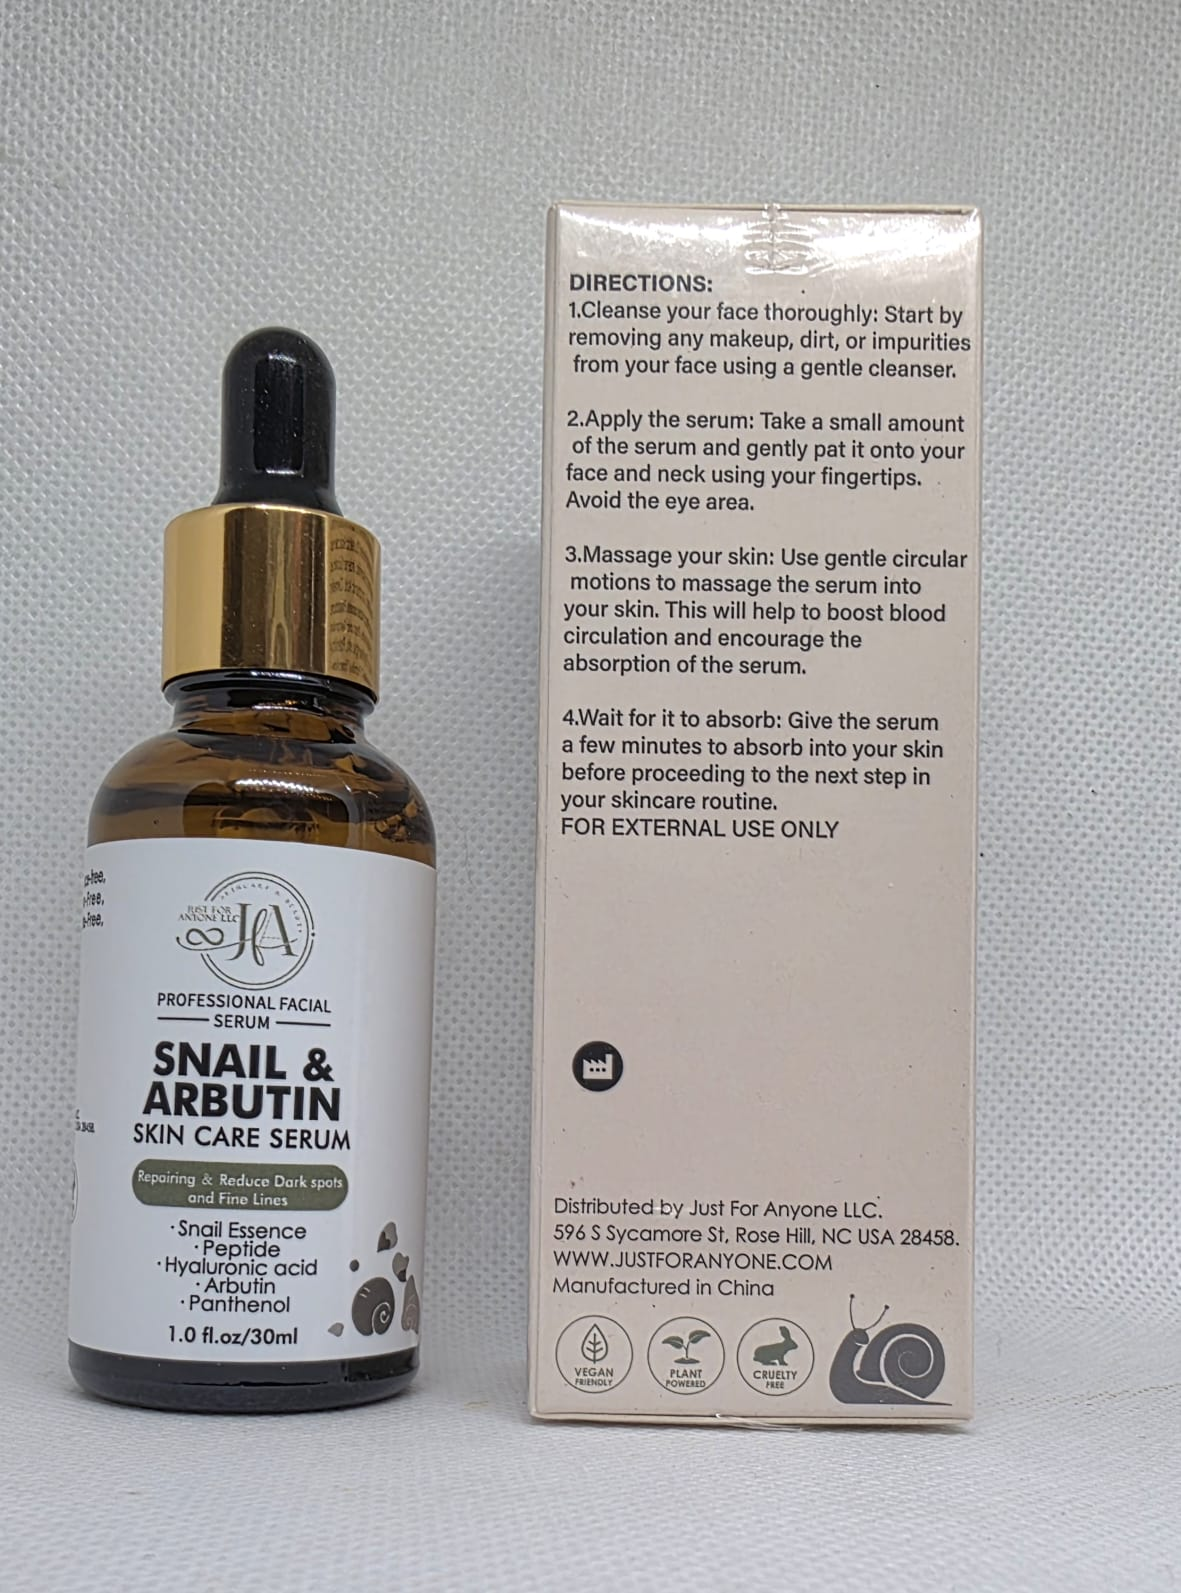 JUST FOR
ANYONE LLC
SKINCARE & BEAUTY
JfA
PROFESSIONAL FACIAL
SERUM
SNAIL &
ARBUTIN
SKIN CARE SERUM
Repairing & Reduce Dark spots
and Fine Lines
·Snail Essence
·Peptide
·Hyaluronic acid
·Arbutin
·Panthenol
1.0 fl.oz/30ml
DIRECTIONS:
1.Cleanse your face thoroughly: Start by
removing any makeup, dirt, or impurities
from your face using a gentle cleanser.
2.Apply the serum: Take a small amount
of the serum and gently pat it onto your
face and neck using your fingertips.
Avoid the eye area.
3.Massage your skin: Use gentle circular
motions to massage the serum into
your skin. This will help to boost blood
circulation and encourage the
absorption of the serum.
4.Wait for it to absorb: Give the serum
a few minutes to absorb into your skin
before proceeding to the next step in
your skincare routine.
FOR EXTERNAL USE ONLY
Distributed by Just For Anyone LLC.
596 S Sycamore St, Rose Hill, NC USA 28458.
WWW.JUSTFORANYONE.COM
Manufactured in China
VEGAN
FRIENDLY
PLANT
POWERED
CRUELTY
FREE